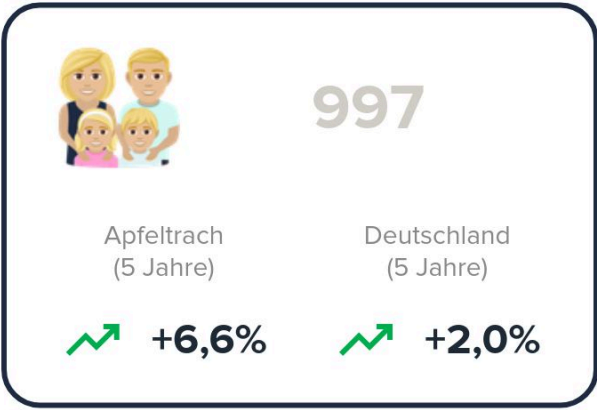 997
Apfeltrach
(5 Jahre)
Deutschland
(5 Jahre)
+6,6%
+2,0%